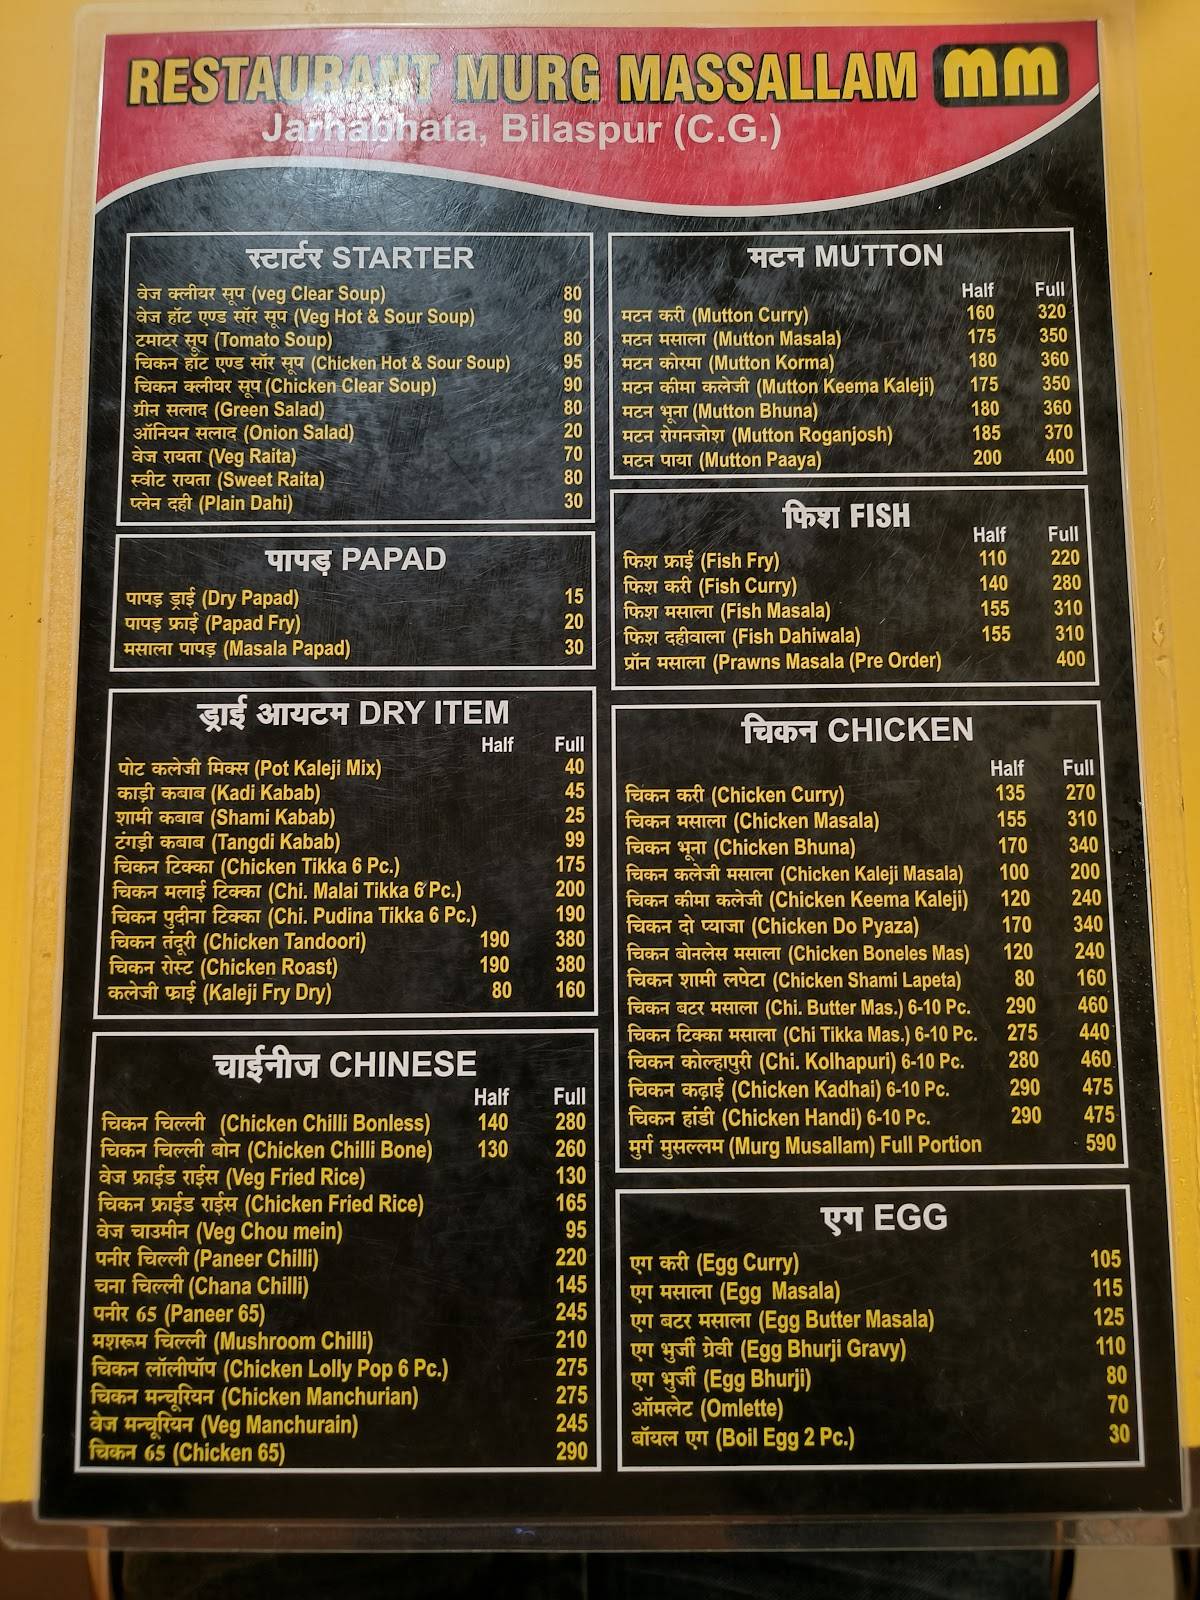 RESTAURANT MURG MASSALLAM mm
Jarhabhata, Bilaspur (C.G.)
स्टार्टर STARTER
वेज क्लीयर सूप (veg Clear Soup) 80
वेज हॉट एण्ड सॉर सूप (Veg Hot & Sour Soup) 90
टमाटर सूप (Tomato Soup) 80
चिकन हॉट एण्ड सॉर सूप (Chicken Hot & Sour Soup) 95
चिकन क्लीयर सूप (Chicken Clear Soup) 90
ग्रीन सलाद (Green Salad) 80
ऑनियन सलाद (Onion Salad) 20
वेज रायता (Veg Raita) 70
स्वीट रायता (Sweet Raita) 80
प्लेन दही (Plain Dahi) 30
पापड़ PAPAD
पापड़ ड्राई (Dry Papad) 15
पापड़ फ्राई (Papad Fry) 20
मसाला पापड़ (Masala Papad) 30
ड्राई आयटम DRY ITEM
Half Full
पोट कलेजी मिक्स (Pot Kaleji Mix) 40
काड़ी कबाब (Kadi Kabab) 45
शामी कबाब (Shami Kabab) 25
टंगड़ी कबाब (Tangdi Kabab) 99
चिकन टिक्का (Chicken Tikka 6 Pc.) 175
चिकन मलाई टिक्का (Chi. Malai Tikka 6 Pc.) 200
चिकन पुदीना टिक्का (Chi. Pudina Tikka 6 Pc.) 190
चिकन तंदूरी (Chicken Tandoori) 190 380
चिकन रोस्ट (Chicken Roast) 190 380
कलेजी फ्राई (Kaleji Fry Dry) 80 160
चाईनीज CHINESE
Half Full
चिकन चिल्ली (Chicken Chilli Bonless) 140 280
चिकन चिल्ली बोन (Chicken Chilli Bone) 130 260
वेज फ्राईड राईस (Veg Fried Rice) 130
चिकन फ्राईड राईस (Chicken Fried Rice) 165
वेज चाउमीन (Veg Chou mein) 95
पनीर चिल्ली (Paneer Chilli) 220
चना चिल्ली (Chana Chilli) 145
पनीर 65 (Paneer 65) 245
मशरूम चिल्ली (Mushroom Chilli) 210
चिकन लॉलीपॉप (Chicken Lolly Pop 6 Pc.) 275
चिकन मन्चूरियन (Chicken Manchurian) 275
वेज मन्चूरियन (Veg Manchurain) 245
चिकन 65 (Chicken 65) 290
मटन MUTTON
Half Full
मटन करी (Mutton Curry) 160 320
मटन मसाला (Mutton Masala) 175 350
मटन कोरमा (Mutton Korma) 180 360
मटन कीमा कलेजी (Mutton Keema Kaleji) 175 350
मटन भूना (Mutton Bhuna) 180 360
मटन रोगनजोश (Mutton Roganjosh) 185 370
मटन पाया (Mutton Paaya) 200 400
फिश FISH
Half Full
फिश फ्राई (Fish Fry) 110 220
फिश करी (Fish Curry) 140 280
फिश मसाला (Fish Masala) 155 310
फिश दहीवाला (Fish Dahiwala) 155 310
प्रॉन मसाला (Prawns Masala (Pre Order) 400
चिकन CHICKEN
Half Full
चिकन करी (Chicken Curry) 135 270
चिकन मसाला (Chicken Masala) 155 310
चिकन भूना (Chicken Bhuna) 170 340
चिकन कलेजी मसाला (Chicken Kaleji Masala) 100 200
चिकन कीमा कलेजी (Chicken Keema Kaleji) 120 240
चिकन दो प्याजा (Chicken Do Pyaza) 170 340
चिकन बोनलेस मसाला (Chicken Boneles Mas) 120 240
चिकन शामी लपेटा (Chicken Shami Lapeta) 80 160
चिकन बटर मसाला (Chi. Butter Mas.) 6-10 Pc. 290 460
चिकन टिक्का मसाला (Chi Tikka Mas.) 6-10 Pc. 275 440
चिकन कोल्हापुरी (Chi. Kolhapuri) 6-10 Pc. 280 460
चिकन कढ़ाई (Chicken Kadhai) 6-10 Pc. 290 475
चिकन हांडी (Chicken Handi) 6-10 Pc. 290 475
मुर्ग मुसल्लम (Murg Musallam) Full Portion 590
एग EGG
एग करी (Egg Curry) 105
एग मसाला (Egg Masala) 115
एग बटर मसाला (Egg Butter Masala) 125
एग भुर्जी ग्रेवी (Egg Bhurji Gravy) 110
एग भुर्जी (Egg Bhurji) 80
ऑमलेट (Omlette) 70
बॉयल एग (Boil Egg 2 Pc.) 30